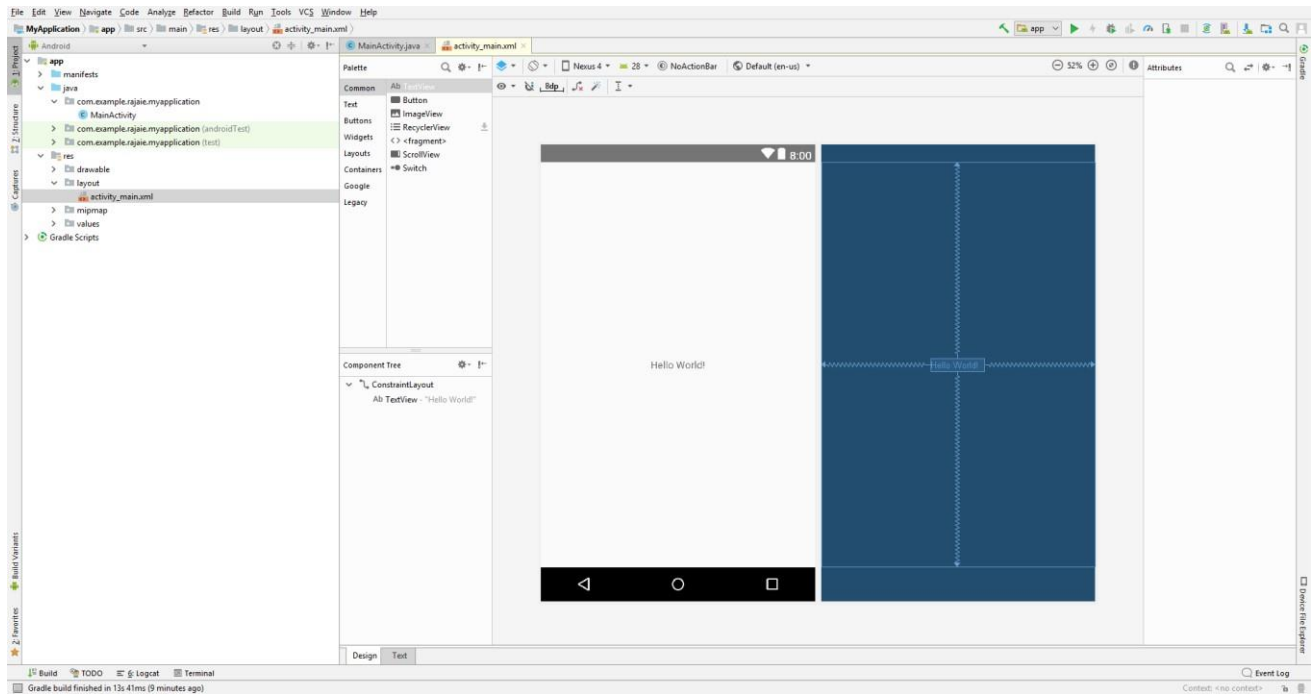 File Edit View Navigate Code Analyze Refactor Build Run Tools VCS Window Help
MyApplication app src main res layout activity_main.xml
app
Android
MainActivity.java
activity_main.xml
1: Project
Z: Structure
Captures
Build Variants
2: Favorites
app
manifests
java
com.example.rajaie.myapplication
MainActivity
com.example.rajaie.myapplication (androidTest)
com.example.rajaie.myapplication (test)
res
drawable
layout
activity_main.xml
mipmap
values
Gradle Scripts
Palette
Common
Text
Buttons
Widgets
Layouts
Containers
Google
Legacy
Ab TextView
Button
ImageView
RecyclerView
<> <fragment>
ScrollView
Switch
Component Tree
ConstraintLayout
Ab TextView - "Hello World!"
Nexus 4 28 NoActionBar Default (en-us)
52%
8dp
8:00
Hello World!
Hello World!
Attributes
Gradle
Device File Explorer
Design Text
Build TODO 6: Logcat Terminal
Event Log
Gradle build finished in 13s 41ms (9 minutes ago)
Context: <no context>